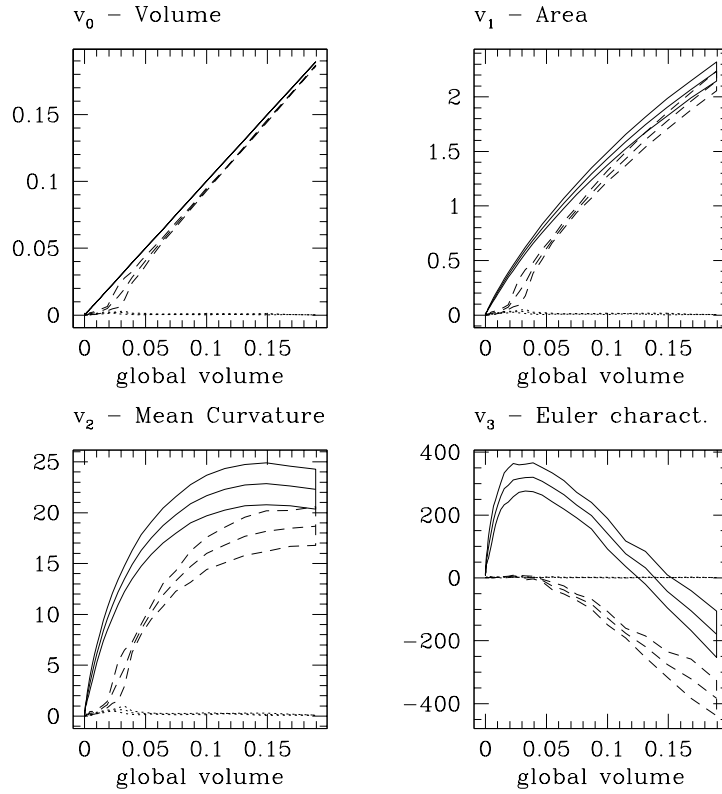 v₀ – Volume
0.15
0.1
0.05
0
0 0.05 0.1 0.15
global volume
v₁ – Area
2
1.5
1
0.5
0
0 0.05 0.1 0.15
global volume
v₂ – Mean Curvature
25
20
15
10
5
0
0 0.05 0.1 0.15
global volume
v₃ – Euler charact.
400
200
0
−200
−400
0 0.05 0.1 0.15
global volume